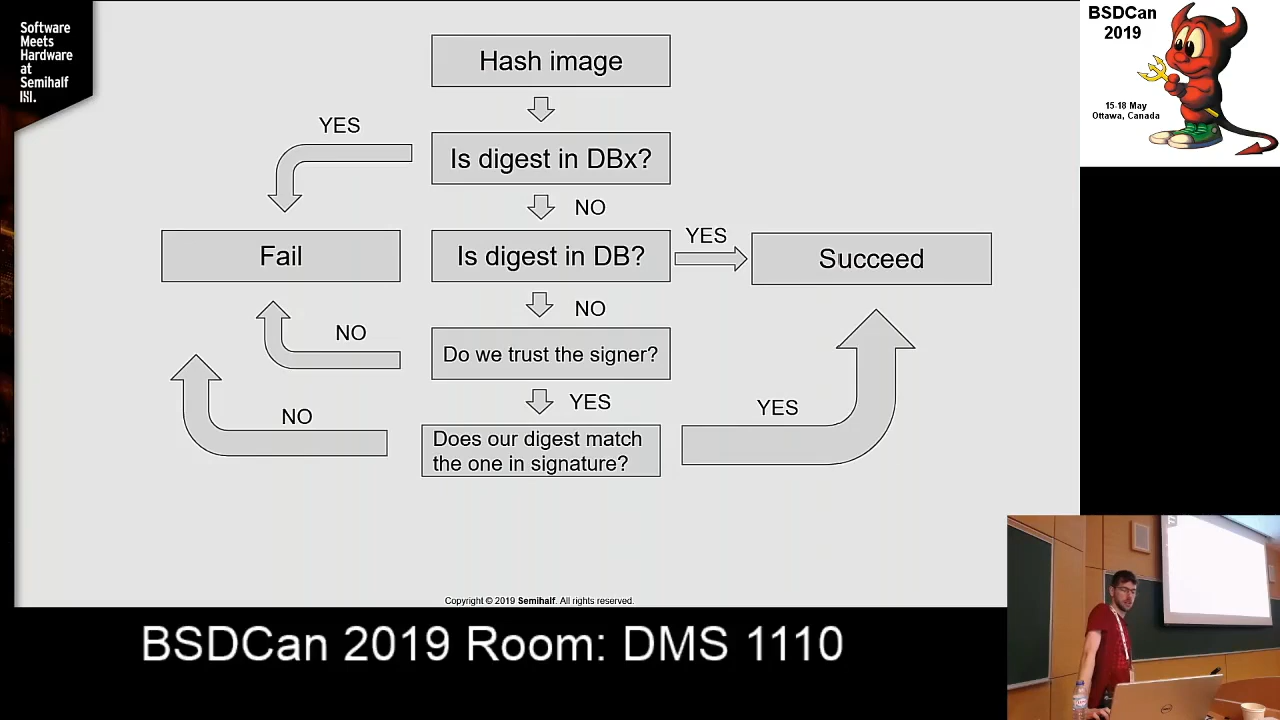 Software
Meets
Hardware
at
Semihalf
Hash image
YES
Is digest in DBx?
NO
Fail
Is digest in DB?
YES
Succeed
NO
NO
Do we trust the signer?
YES
NO
Does our digest match
the one in signature?
YES
Copyright © 2019 Semihalf. All rights reserved.
BSDCan
2019
15-18 May
Ottawa, Canada
BSDCan 2019 Room: DMS 1110